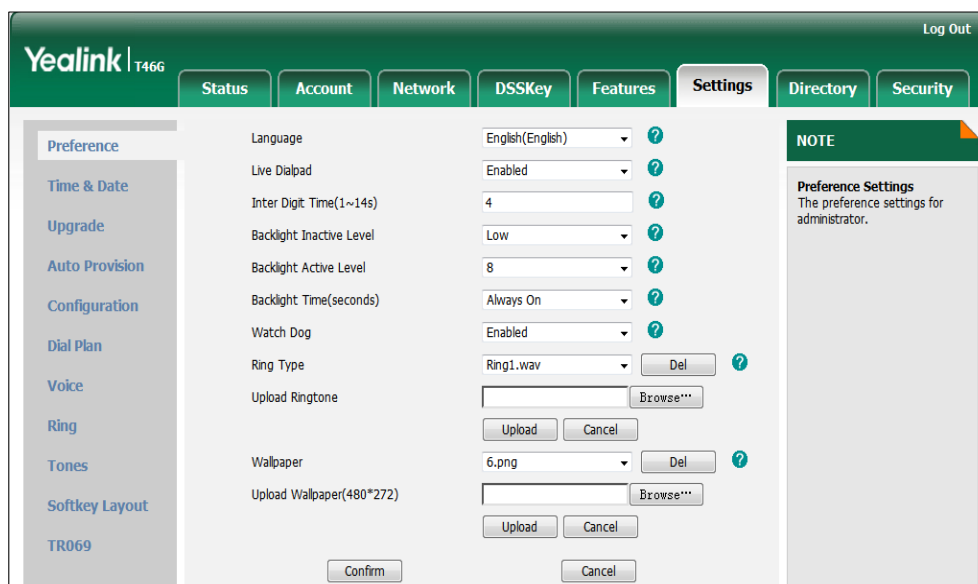 Log Out
Yealink T46G
Status Account Network DSSKey Features Settings Directory Security
Preference
Time & Date
Upgrade
Auto Provision
Configuration
Dial Plan
Voice
Ring
Tones
Softkey Layout
TR069
Language English(English) ?
Live Dialpad Enabled ?
Inter Digit Time(1~14s) 4 ?
Backlight Inactive Level Low ?
Backlight Active Level 8 ?
Backlight Time(seconds) Always On ?
Watch Dog Enabled ?
Ring Type Ring1.wav Del ?
Upload Ringtone Browse···
Upload Cancel
Wallpaper 6.png Del ?
Upload Wallpaper(480*272) Browse···
Upload Cancel
Confirm Cancel
NOTE
Preference Settings
The preference settings for
administrator.